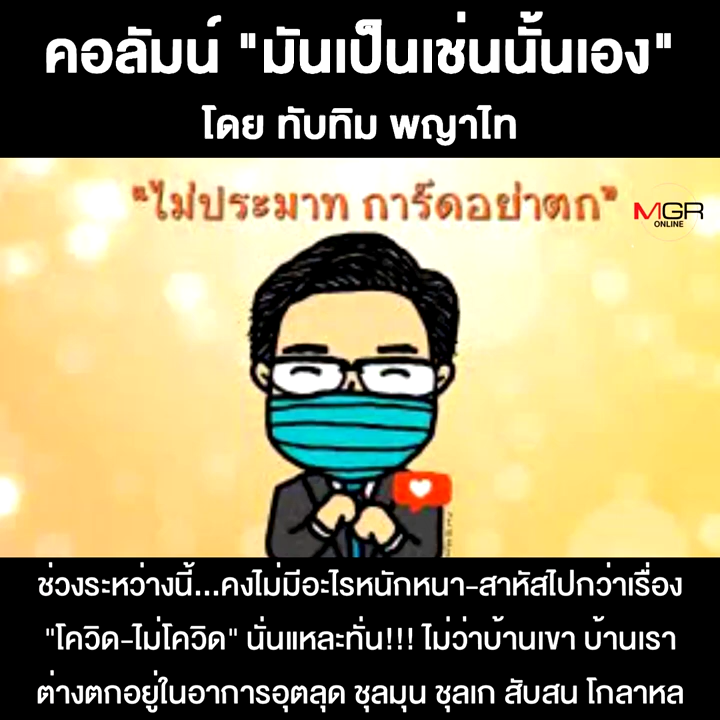 คอลัมน์ "มันเป็นเช่นนั้นเอง"
โดย ทับทิม พญาไท
"ไม่ประมาท การ์ดอย่าตก"
MGR
ONLINE
ช่วงระหว่างนี้...คงไม่มีอะไรหนักหนา-สาหัสไปกว่าเรื่อง
"โควิด-ไม่โควิด" นั่นแหละทั่น!!! ไม่ว่าบ้านเขา บ้านเรา
ต่างตกอยู่ในอาการอุตลุด ชุลมุน ชุลเก สับสน โกลาหล